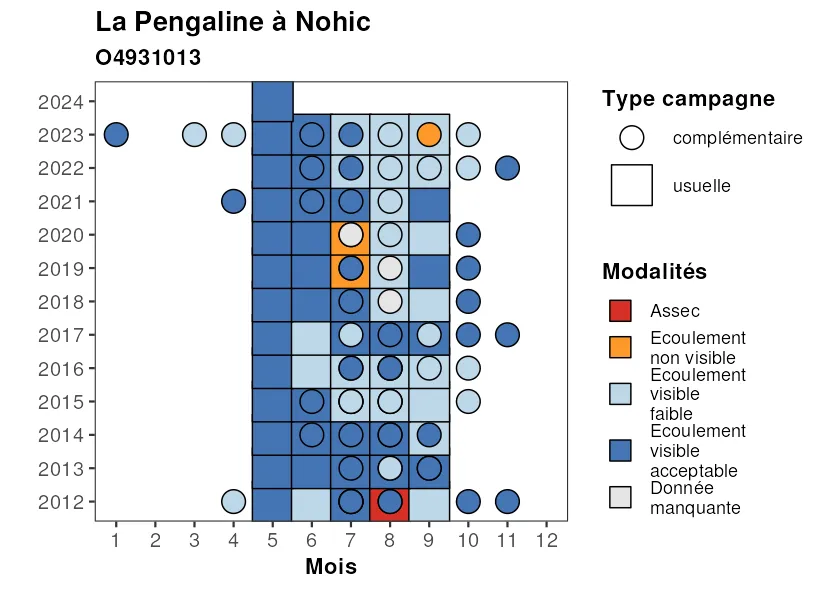 La Pengaline à Nohic
O4931013
2024
2023
2022
2021
2020
2019
2018
2017
2016
2015
2014
2013
2012
1 2 3 4 5 6 7 8 9 10 11 12
Mois
Type campagne
complémentaire
usuelle
Modalités
Assec
Ecoulement
non visible
Ecoulement
visible
faible
Ecoulement
visible
acceptable
Donnée
manquante